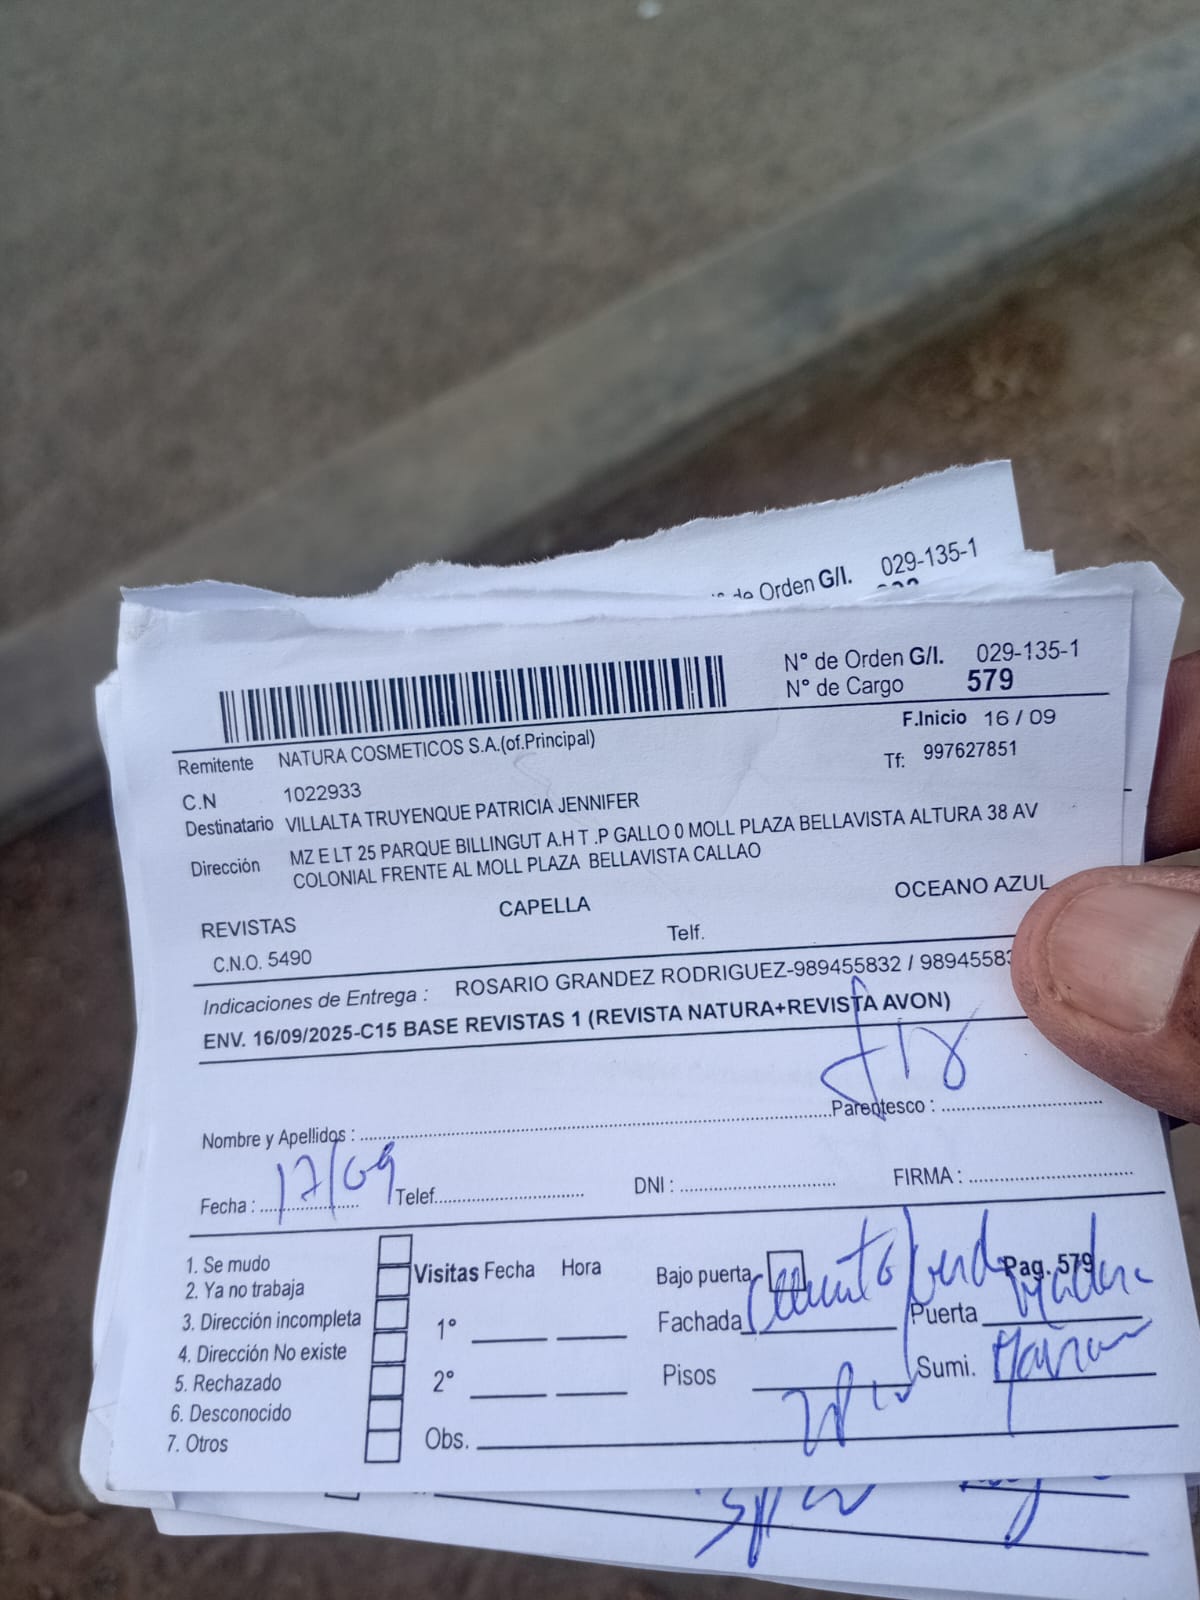 Nº de Orden G/I. 029-135-1
Nº de Orden G/I. 029-135-1
Nº de Cargo 579
F.Inicio 16 / 09
Remitente NATURA COSMETICOS S.A.(of.Principal)
Tf: 997627851
C.N 1022933
Destinatario VILLALTA TRUYENQUE PATRICIA JENNIFER
Dirección MZ E LT 25 PARQUE BILLINGUT A.H T .P GALLO 0 MOLL PLAZA BELLAVISTA ALTURA 38 AV
COLONIAL FRENTE AL MOLL PLAZA BELLAVISTA CALLAO
REVISTAS CAPELLA OCEANO AZUL
C.N.O. 5490 Telf.
Indicaciones de Entrega : ROSARIO GRANDEZ RODRIGUEZ-989455832 / 98945583
ENV. 16/09/2025-C15 BASE REVISTAS 1 (REVISTA NATURA+REVISTA AVON)
Nombre y Apellidos : Parentesco :
Fecha : 17/09 Telef. DNI : FIRMA :
1. Se mudo
2. Ya no trabaja
3. Dirección incompleta
4. Dirección No existe
5. Rechazado
6. Desconocido
7. Otros
Visitas Fecha Hora
1°
2°
Obs.
Bajo puerta Pag. 579
Fachada Puerta
Pisos Sumi.